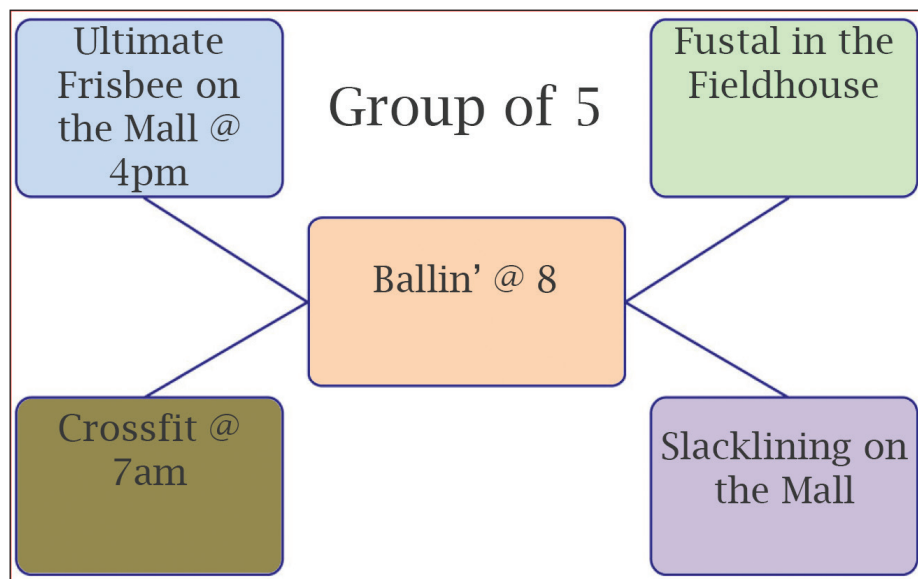 Ultimate
Frisbee on
the Mall @
4pm
Group of 5
Fustal in the
Fieldhouse
Ballin’ @ 8
Crossfit @
7am
Slacklining on
the Mall